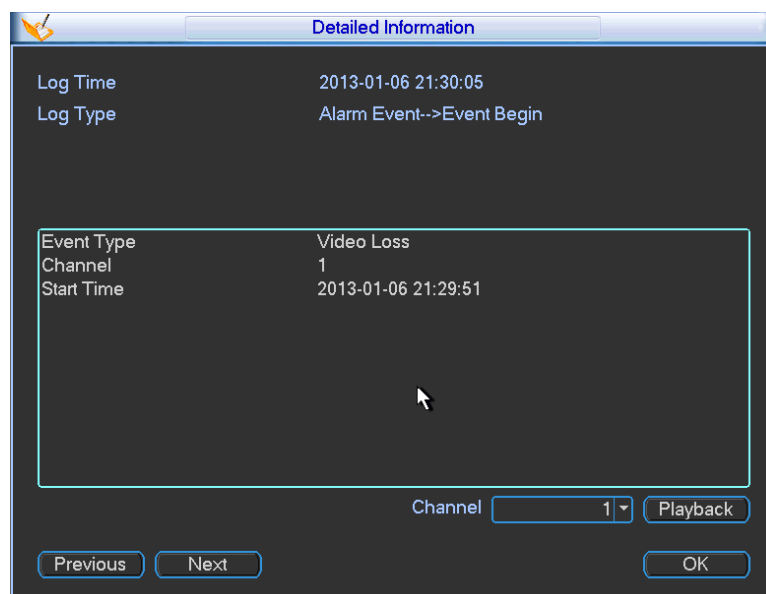 Detailed Information
Log Time 2013-01-06 21:30:05
Log Type Alarm Event-->Event Begin
Event Type Video Loss
Channel 1
Start Time 2013-01-06 21:29:51
Channel 1 Playback
Previous Next OK